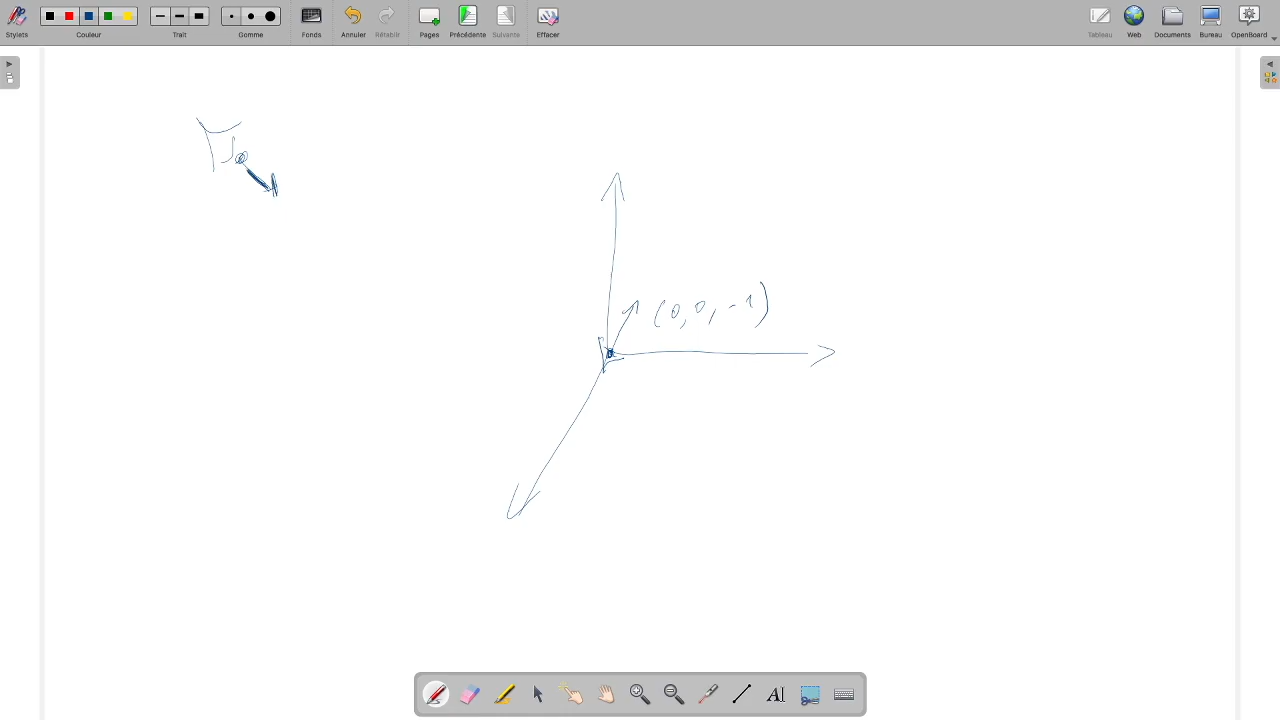 Stylets Couleur Trait Gomme Fonds Annuler Rétablir Pages Précédente Suivante Effacer Tableau Web Documents Bureau OpenBoard
(0, 0, -1)
AI